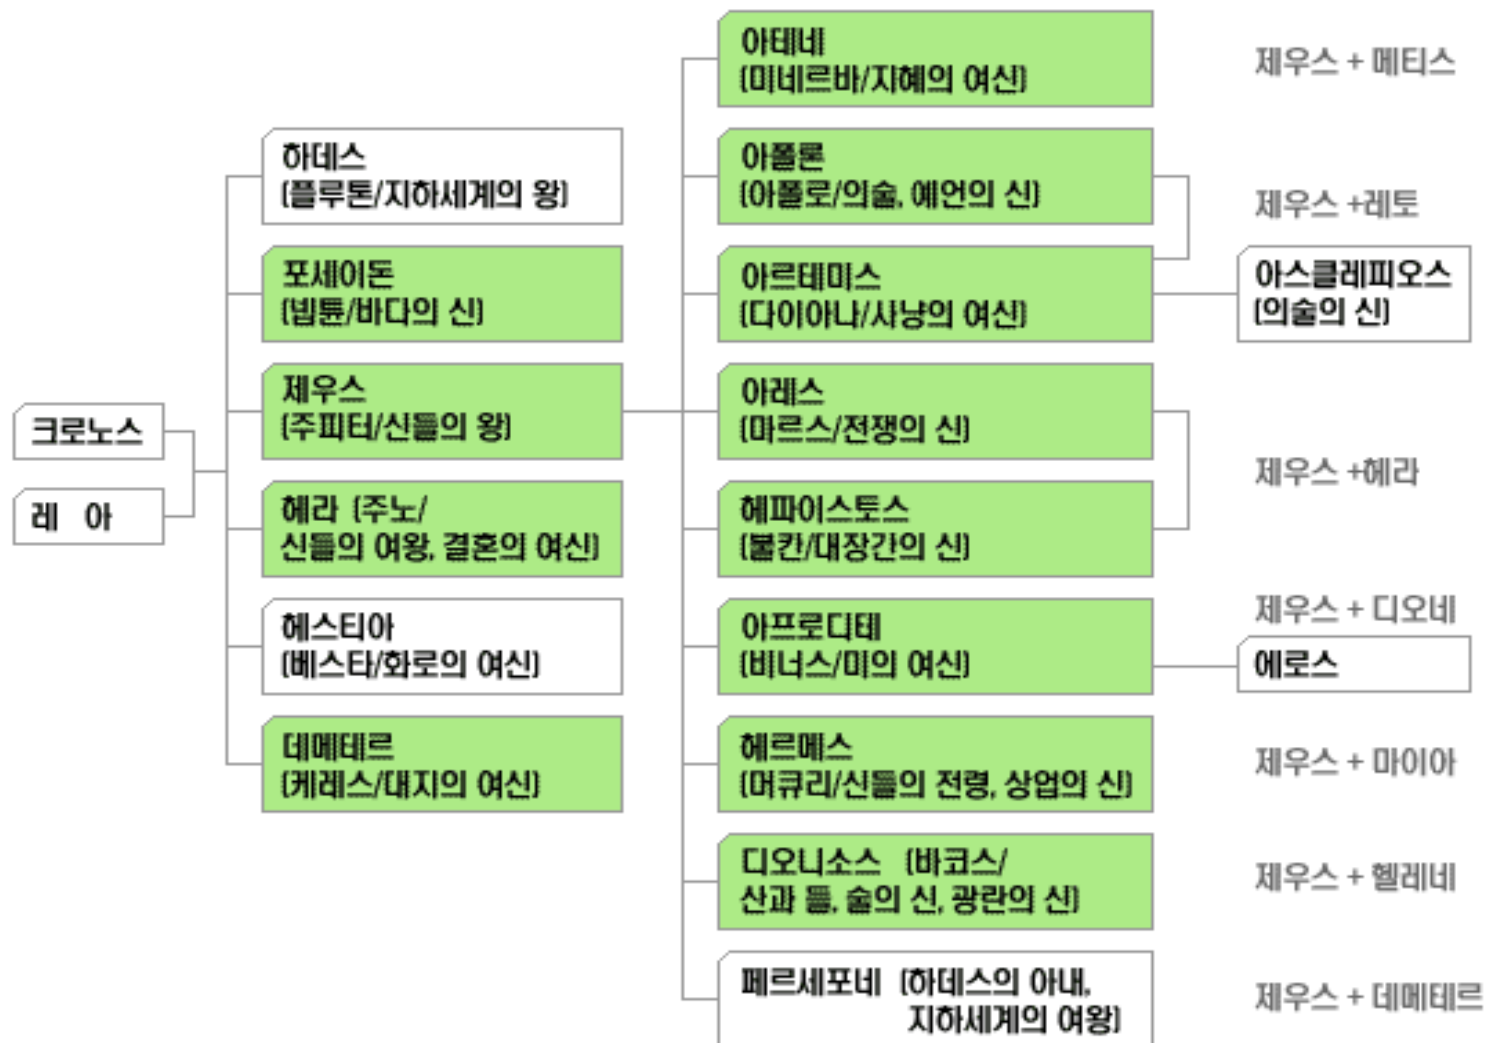 크로노스
레 아
하데스
(플루톤/지하세계의 왕)
포세이돈
(넵튠/바다의 신)
제우스
(주피터/신들의 왕)
헤라 (주노/
신들의 여왕, 결혼의 여신)
헤스티아
(베스타/화로의 여신)
데메테르
(케레스/대지의 여신)
아테네
(미네르바/지혜의 여신)
아폴론
(아폴로/의술, 예언의 신)
아르테미스
(다이아나/사냥의 여신)
아레스
(마르스/전쟁의 신)
헤파이스토스
(불칸/대장간의 신)
아프로디테
(비너스/미의 여신)
헤르메스
(머큐리/신들의 전령, 상업의 신)
디오니소스 (바코스/
산과 들, 술의 신, 광란의 신)
페르세포네 (하데스의 아내,
지하세계의 여왕)
제우스 + 메티스
제우스 +레토
아스클레피오스
(의술의 신)
제우스 +헤라
제우스 + 디오네
에로스
제우스 + 마이아
제우스 + 헬레네
제우스 + 데메테르